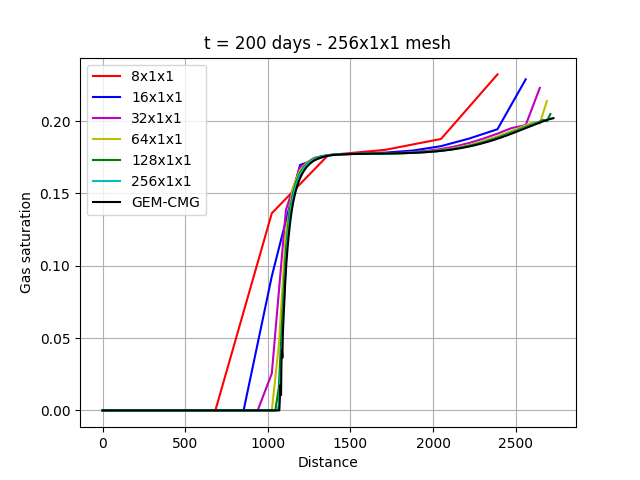 t = 200 days - 256x1x1 mesh
8x1x1
16x1x1
32x1x1
64x1x1
128x1x1
256x1x1
GEM-CMG
Gas saturation
0.20
0.15
0.10
0.05
0.00
0 500 1000 1500 2000 2500
Distance